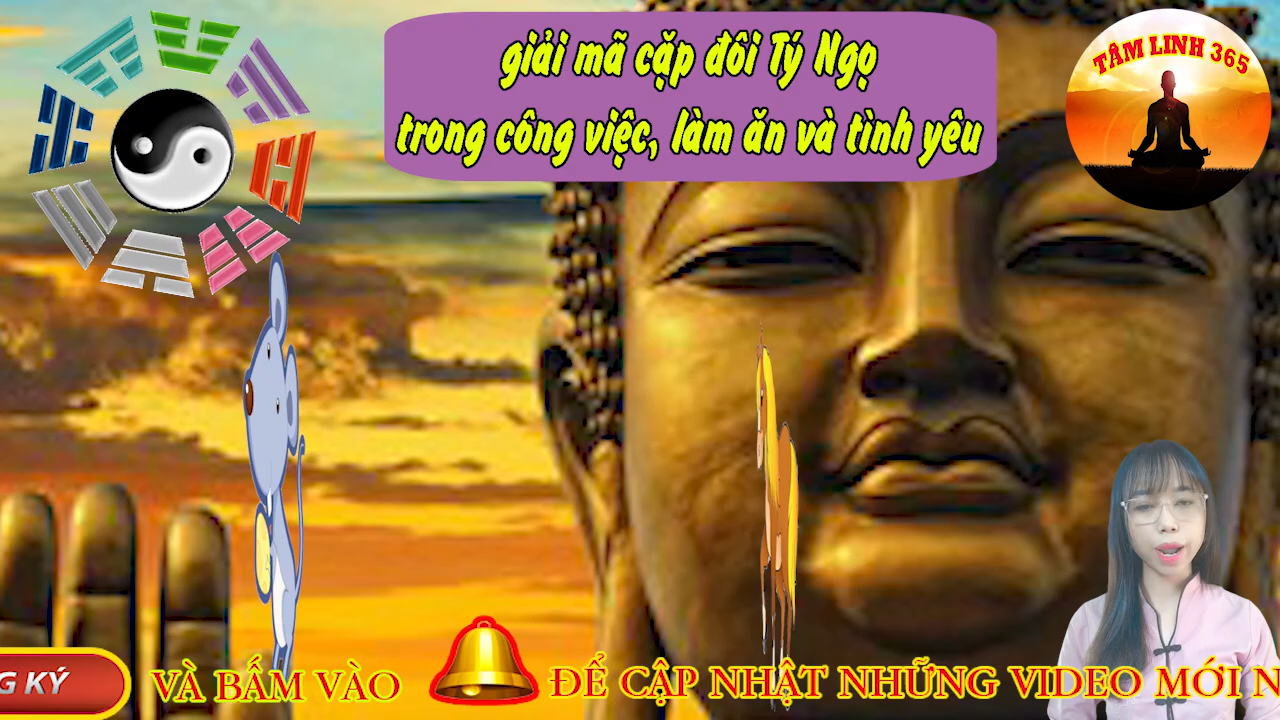 giải mã cặp đôi Tý Ngọ
trong công việc, làm ăn và tình yêu
TÂM LINH 365
G KÝ VÀ BẤM VÀO ĐỂ CẬP NHẬT NHỮNG VIDEO MỚI N